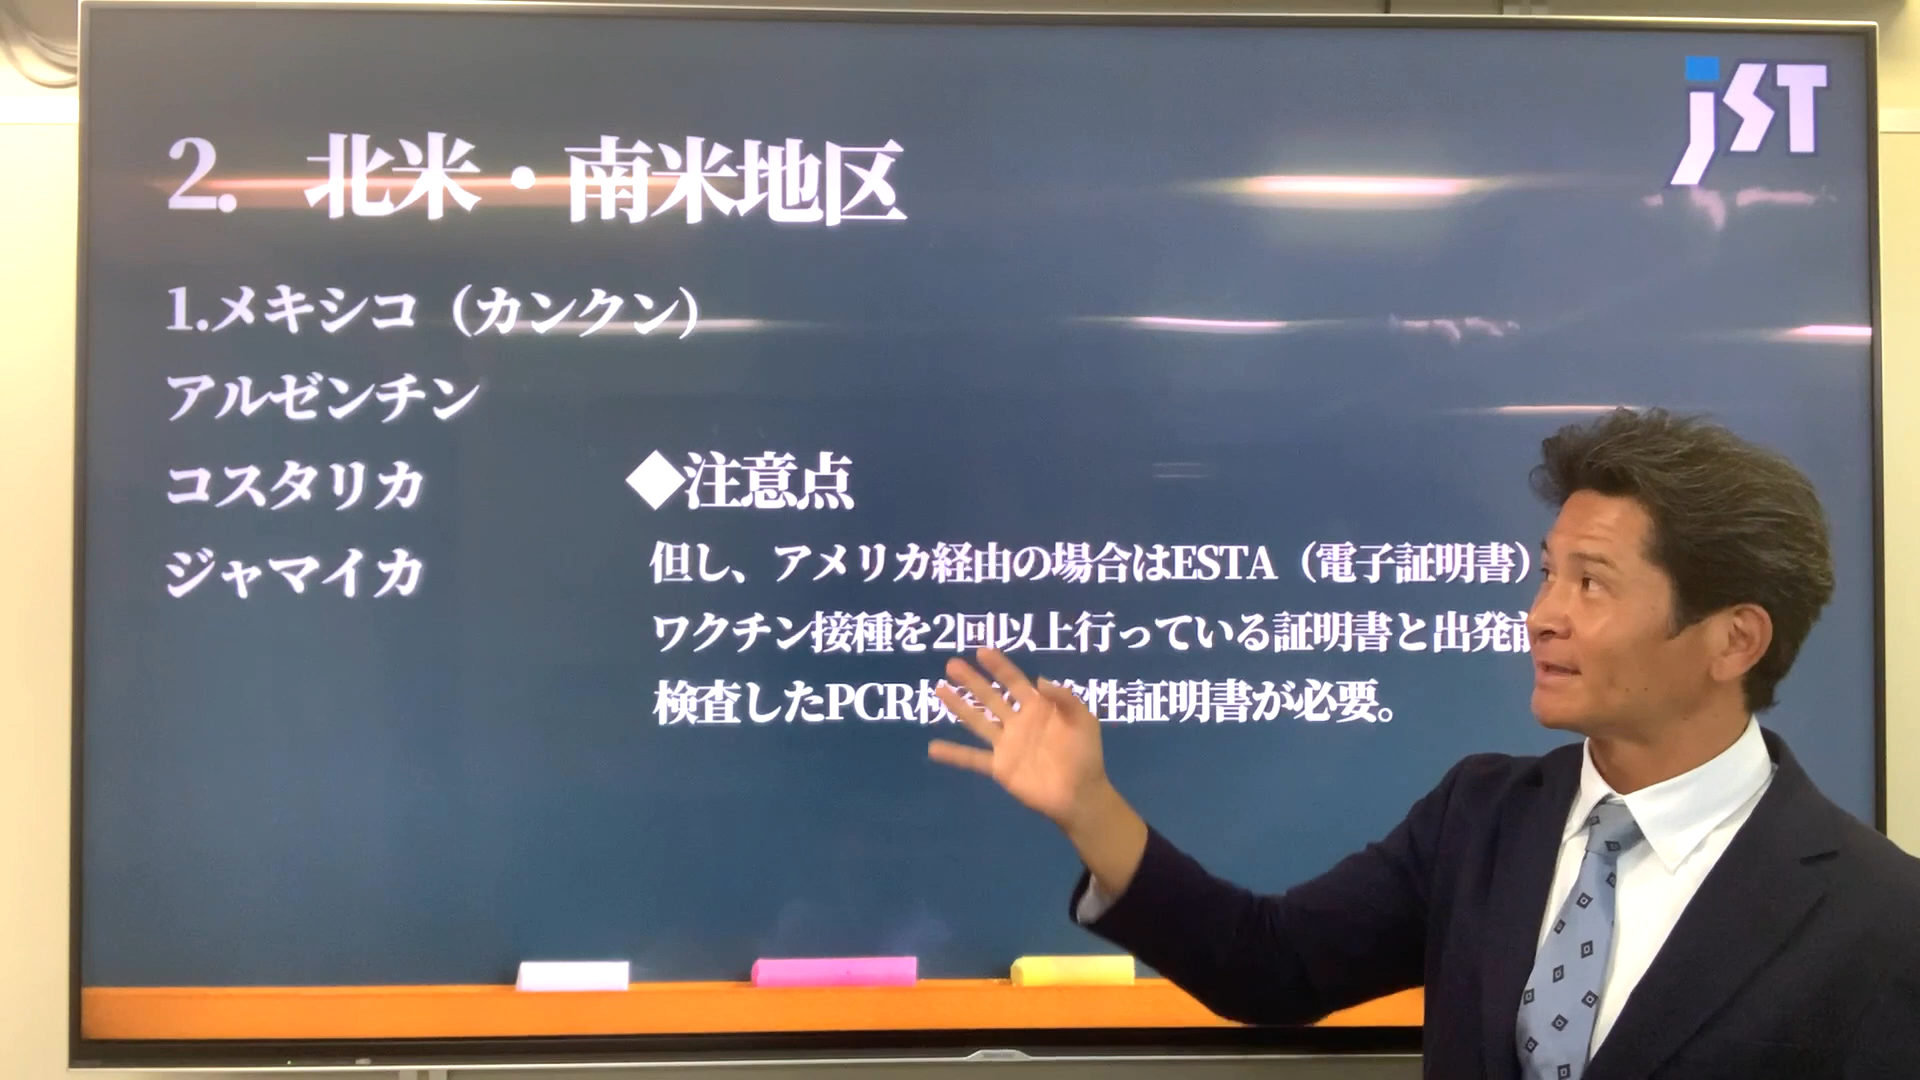 jST
2. 北米・南米地区
1.メキシコ（カンクン)
アルゼンチン
コスタリカ
ジャマイカ
◆注意点
但し、アメリカ経由の場合はESTA（電子証明書）
ワクチン接種を2回以上行っている証明書と出発前
検査したPCR検 性証明書が必要。